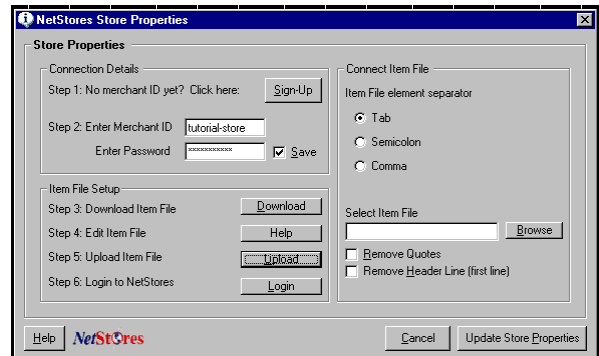 NetStores Store Properties
Store Properties
Connection Details
Step 1: No merchant ID yet? Click here:
Sign-Up
Step 2: Enter Merchant ID
tutorial-store
Enter Password
xxxxxxxxxxx
Save
Item File Setup
Step 3: Download Item File
Download
Step 4: Edit Item File
Help
Step 5: Upload Item File
Upload
Step 6: Login to NetStores
Login
Connect Item File
Item File element separator
Tab
Semicolon
Comma
Select Item File
Browse
Remove Quotes
Remove Header Line (first line)
Help
NetStores
Cancel
Update Store Properties